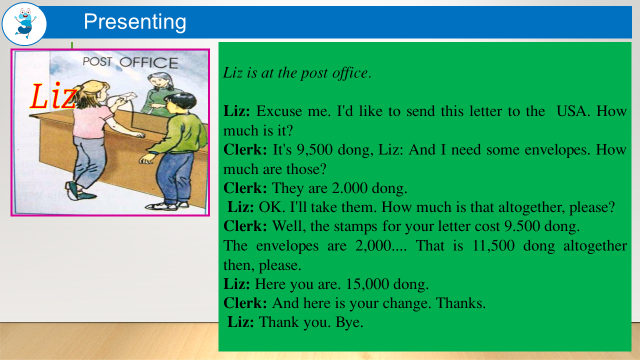 Presenting
POST OFFICE
Liz
Liz is at the post office.
Liz: Excuse me. I'd like to send this letter to the USA. How
much is it?
Clerk: It's 9,500 dong, Liz: And I need some envelopes. How
much are those?
Clerk: They are 2.000 dong.
Liz: OK. I'll take them. How much is that altogether, please?
Clerk: Well, the stamps for your letter cost 9.500 dong.
The envelopes are 2,000.... That is 11,500 dong altogether
then, please.
Liz: Here you are. 15,000 dong.
Clerk: And here is your change. Thanks.
Liz: Thank you. Bye.